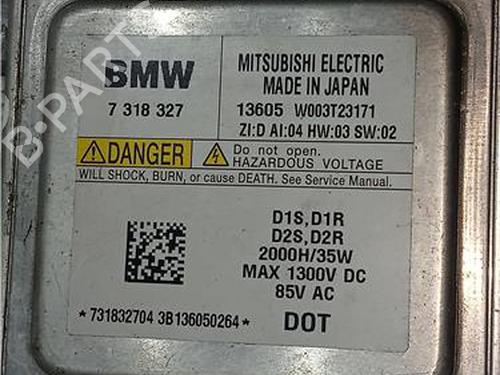 BMW
7 318 327
MITSUBISHI ELECTRIC
MADE IN JAPAN
13605 W003T23171
ZI:D AI:04 HW:03 SW:02
DANGER
Do not open.
HAZARDOUS VOLTAGE
WILL SHOCK, BURN, or cause DEATH. See Service Manual.
D1S,D1R
D2S,D2R
2000H/35W
MAX 1300V DC
85V AC
*731832704 3B136050264*
DOT
B-PARTS